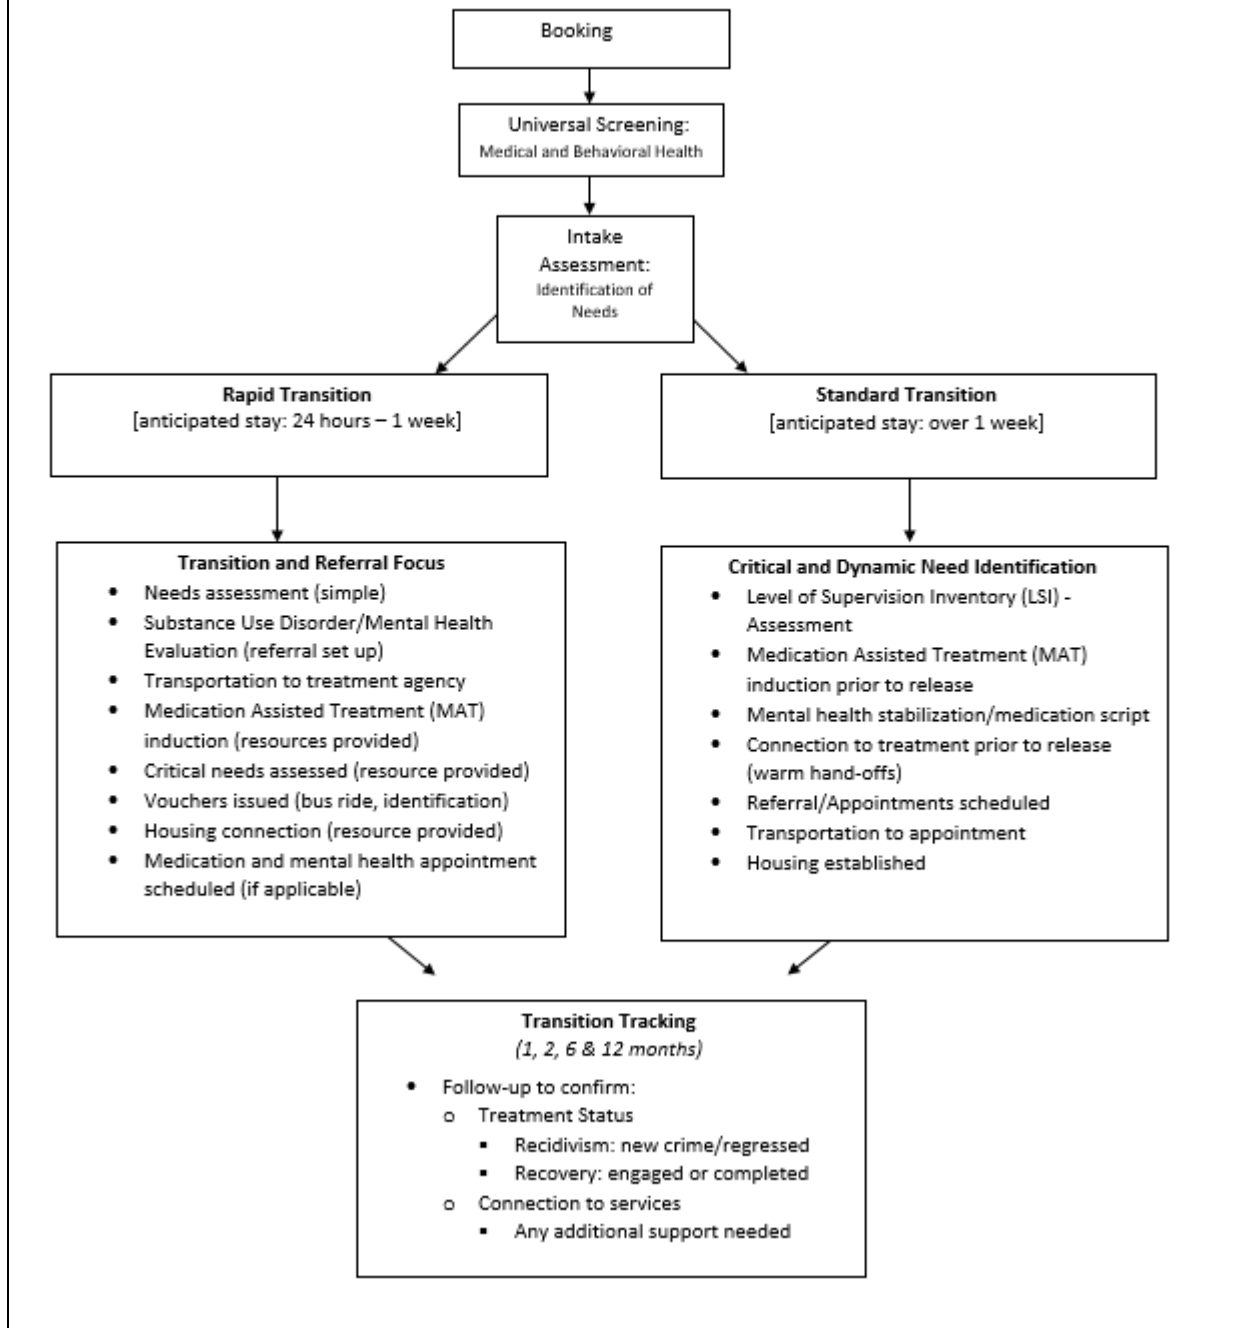 Booking
Universal Screening:
Medical and Behavioral Health
Intake
Assessment:
Identification of
Needs
Rapid Transition
[anticipated stay: 24 hours – 1 week]
Standard Transition
[anticipated stay: over 1 week]
Transition and Referral Focus
• Needs assessment (simple)
• Substance Use Disorder/Mental Health
Evaluation (referral set up)
• Transportation to treatment agency
• Medication Assisted Treatment (MAT)
induction (resources provided)
• Critical needs assessed (resource provided)
• Vouchers issued (bus ride, identification)
• Housing connection (resource provided)
• Medication and mental health appointment
scheduled (if applicable)
Critical and Dynamic Need Identification
• Level of Supervision Inventory (LSI) -
Assessment
• Medication Assisted Treatment (MAT)
induction prior to release
• Mental health stabilization/medication script
• Connection to treatment prior to release
(warm hand-offs)
• Referral/Appointments scheduled
• Transportation to appointment
• Housing established
Transition Tracking
(1, 2, 6 & 12 months)
• Follow-up to confirm:
o Treatment Status
▪ Recidivism: new crime/regressed
▪ Recovery: engaged or completed
o Connection to services
▪ Any additional support needed